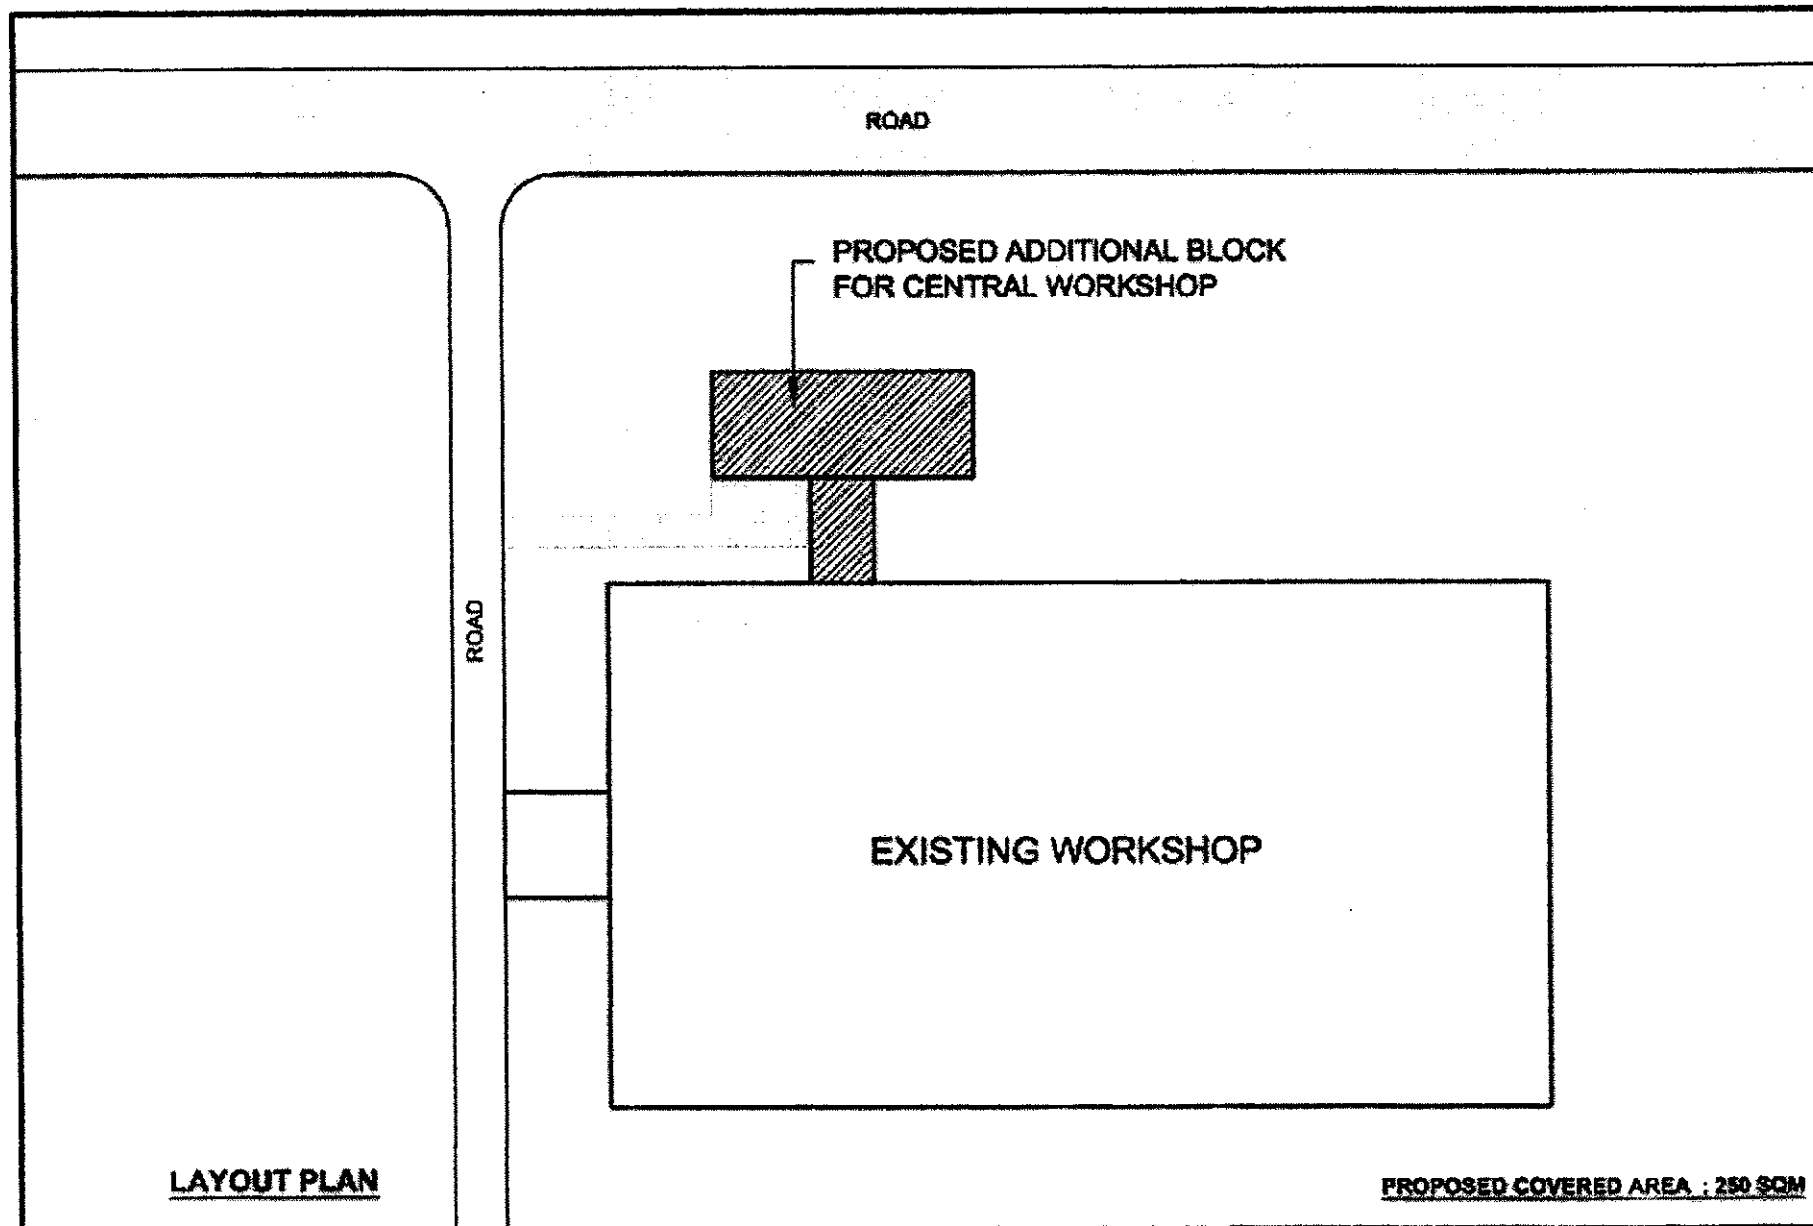 ROAD
PROPOSED ADDITIONAL BLOCK
FOR CENTRAL WORKSHOP
ROAD
EXISTING WORKSHOP
LAYOUT PLAN
PROPOSED COVERED AREA : 250 SQM